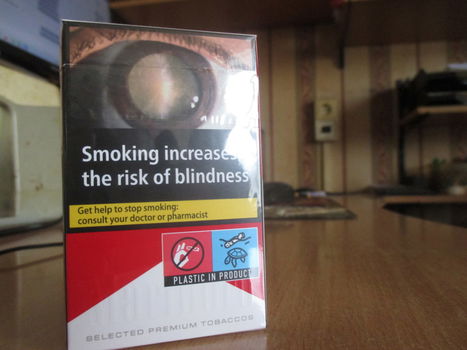 Smoking increases
the risk of blindness
Get help to stop smoking:
consult your doctor or pharmacist
PLASTIC IN PRODUCT
SELECTED PREMIUM TOBACCOS